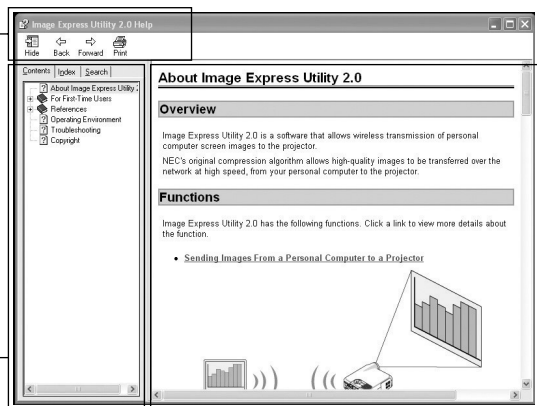 Image Express Utility 2.0 Help
Hide Back Forward Print
Contents Index Search
About Image Express Utility 2
For First-Time Users
References
Operating Environment
Troubleshooting
Copyright
About Image Express Utility 2.0
Overview
Image Express Utility 2.0 is a software that allows wireless transmission of personal
computer screen images to the projector.
NEC's original compression algorithm allows high-quality images to be transferred over the
network at high speed, from your personal computer to the projector.
Functions
Image Express Utility 2.0 has the following functions. Click a link to view more details about
the function.
• Sending Images From a Personal Computer to a Projector